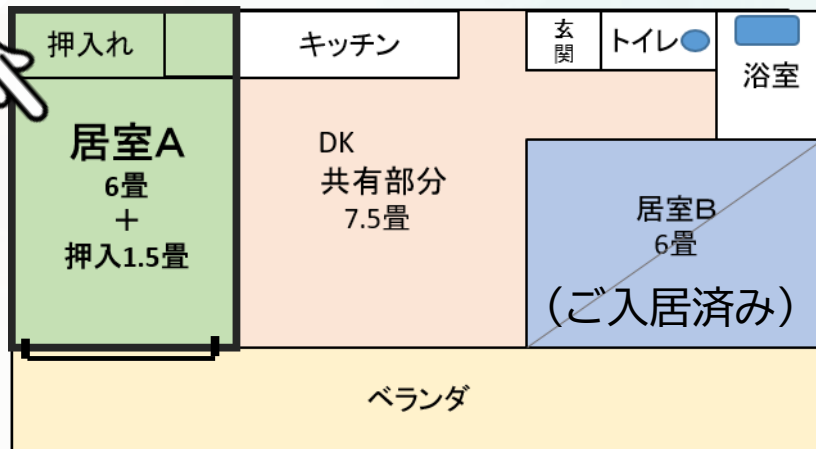 押入れ
キッチン
玄
関
トイレ
浴室
居室A
6畳
＋
押入1.5畳
DK
共有部分
7.5畳
居室B
6畳
（ご入居済み）
ベランダ